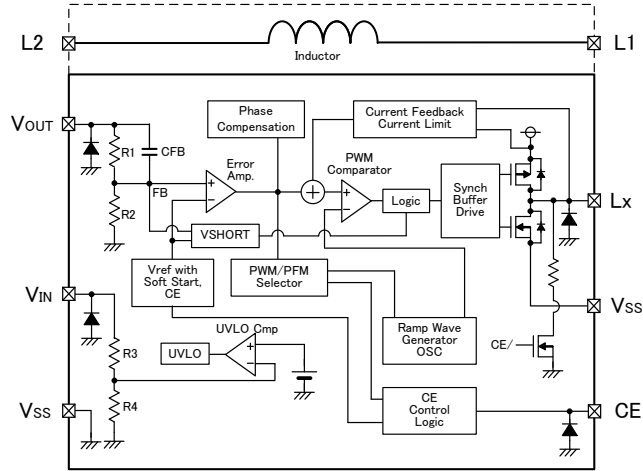 L2
L1
Inductor
Phase
Compensation
Current Feedback
Current Limit
VOUT
R1
CFB
Error
Amp.
PWM
Comparator
FB
R2
Logic
Synch
Buffer
Drive
Lx
VSHORT
Vref with
Soft Start,
CE
PWM/PFM
Selector
VIN
VSS
UVLO Cmp
Ramp Wave
Generator
OSC
R3
UVLO
CE/
R4
VSS
CE
Control
Logic
CE